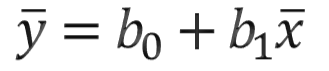 y̅ = b₀ + b₁x̅